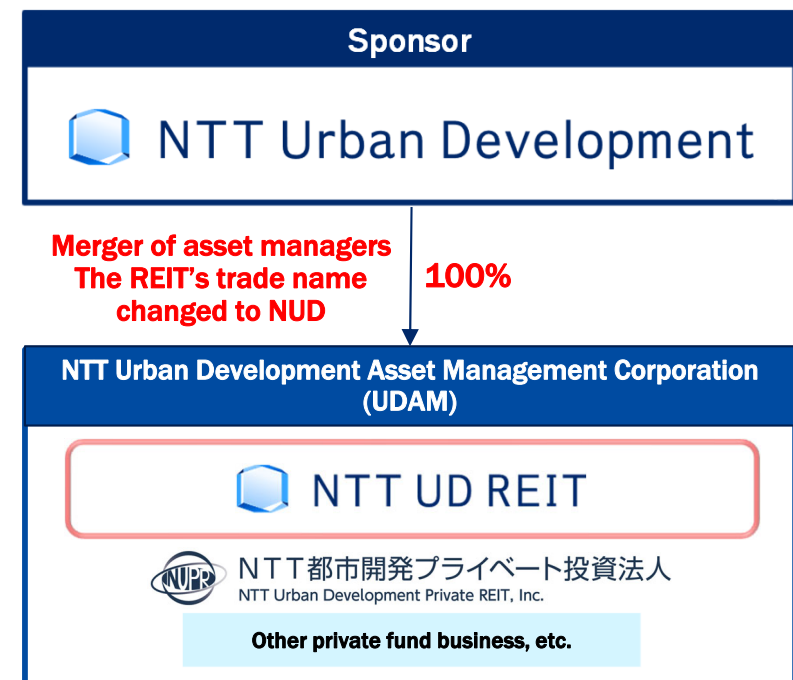 Sponsor
NTT Urban Development
Merger of asset managers
The REIT’s trade name
changed to NUD
100%
NTT Urban Development Asset Management Corporation
(UDAM)
NTT UD REIT
NUPR
NTT都市開発プライベート投資法人
NTT Urban Development Private REIT, Inc.
Other private fund business, etc.